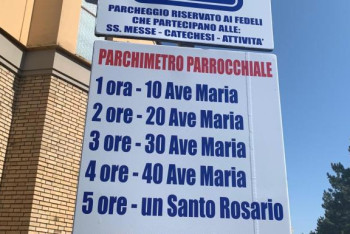 PARCHEGGIO RISERVATO AI FEDELI
CHE PARTECIPANO ALLE:
SS. MESSE - CATECHESI - ATTIVITA'
PARCHIMETRO PARROCCHIALE
1 ora - 10 Ave Maria
2 ore - 20 Ave Maria
3 ore - 30 Ave Maria
4 ore - 40 Ave Maria
5 ore - un Santo Rosario